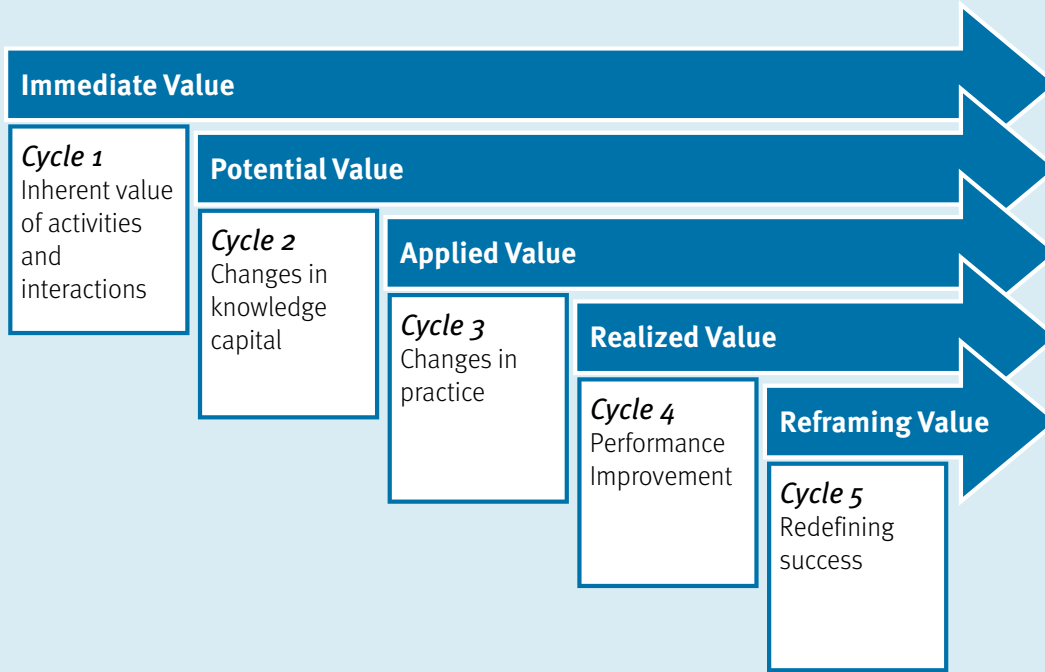 Immediate Value
Cycle 1
Inherent value
of activities
and
interactions
Potential Value
Cycle 2
Changes in
knowledge
capital
Applied Value
Cycle 3
Changes in
practice
Realized Value
Cycle 4
Performance
Improvement
Reframing Value
Cycle 5
Redefining
success